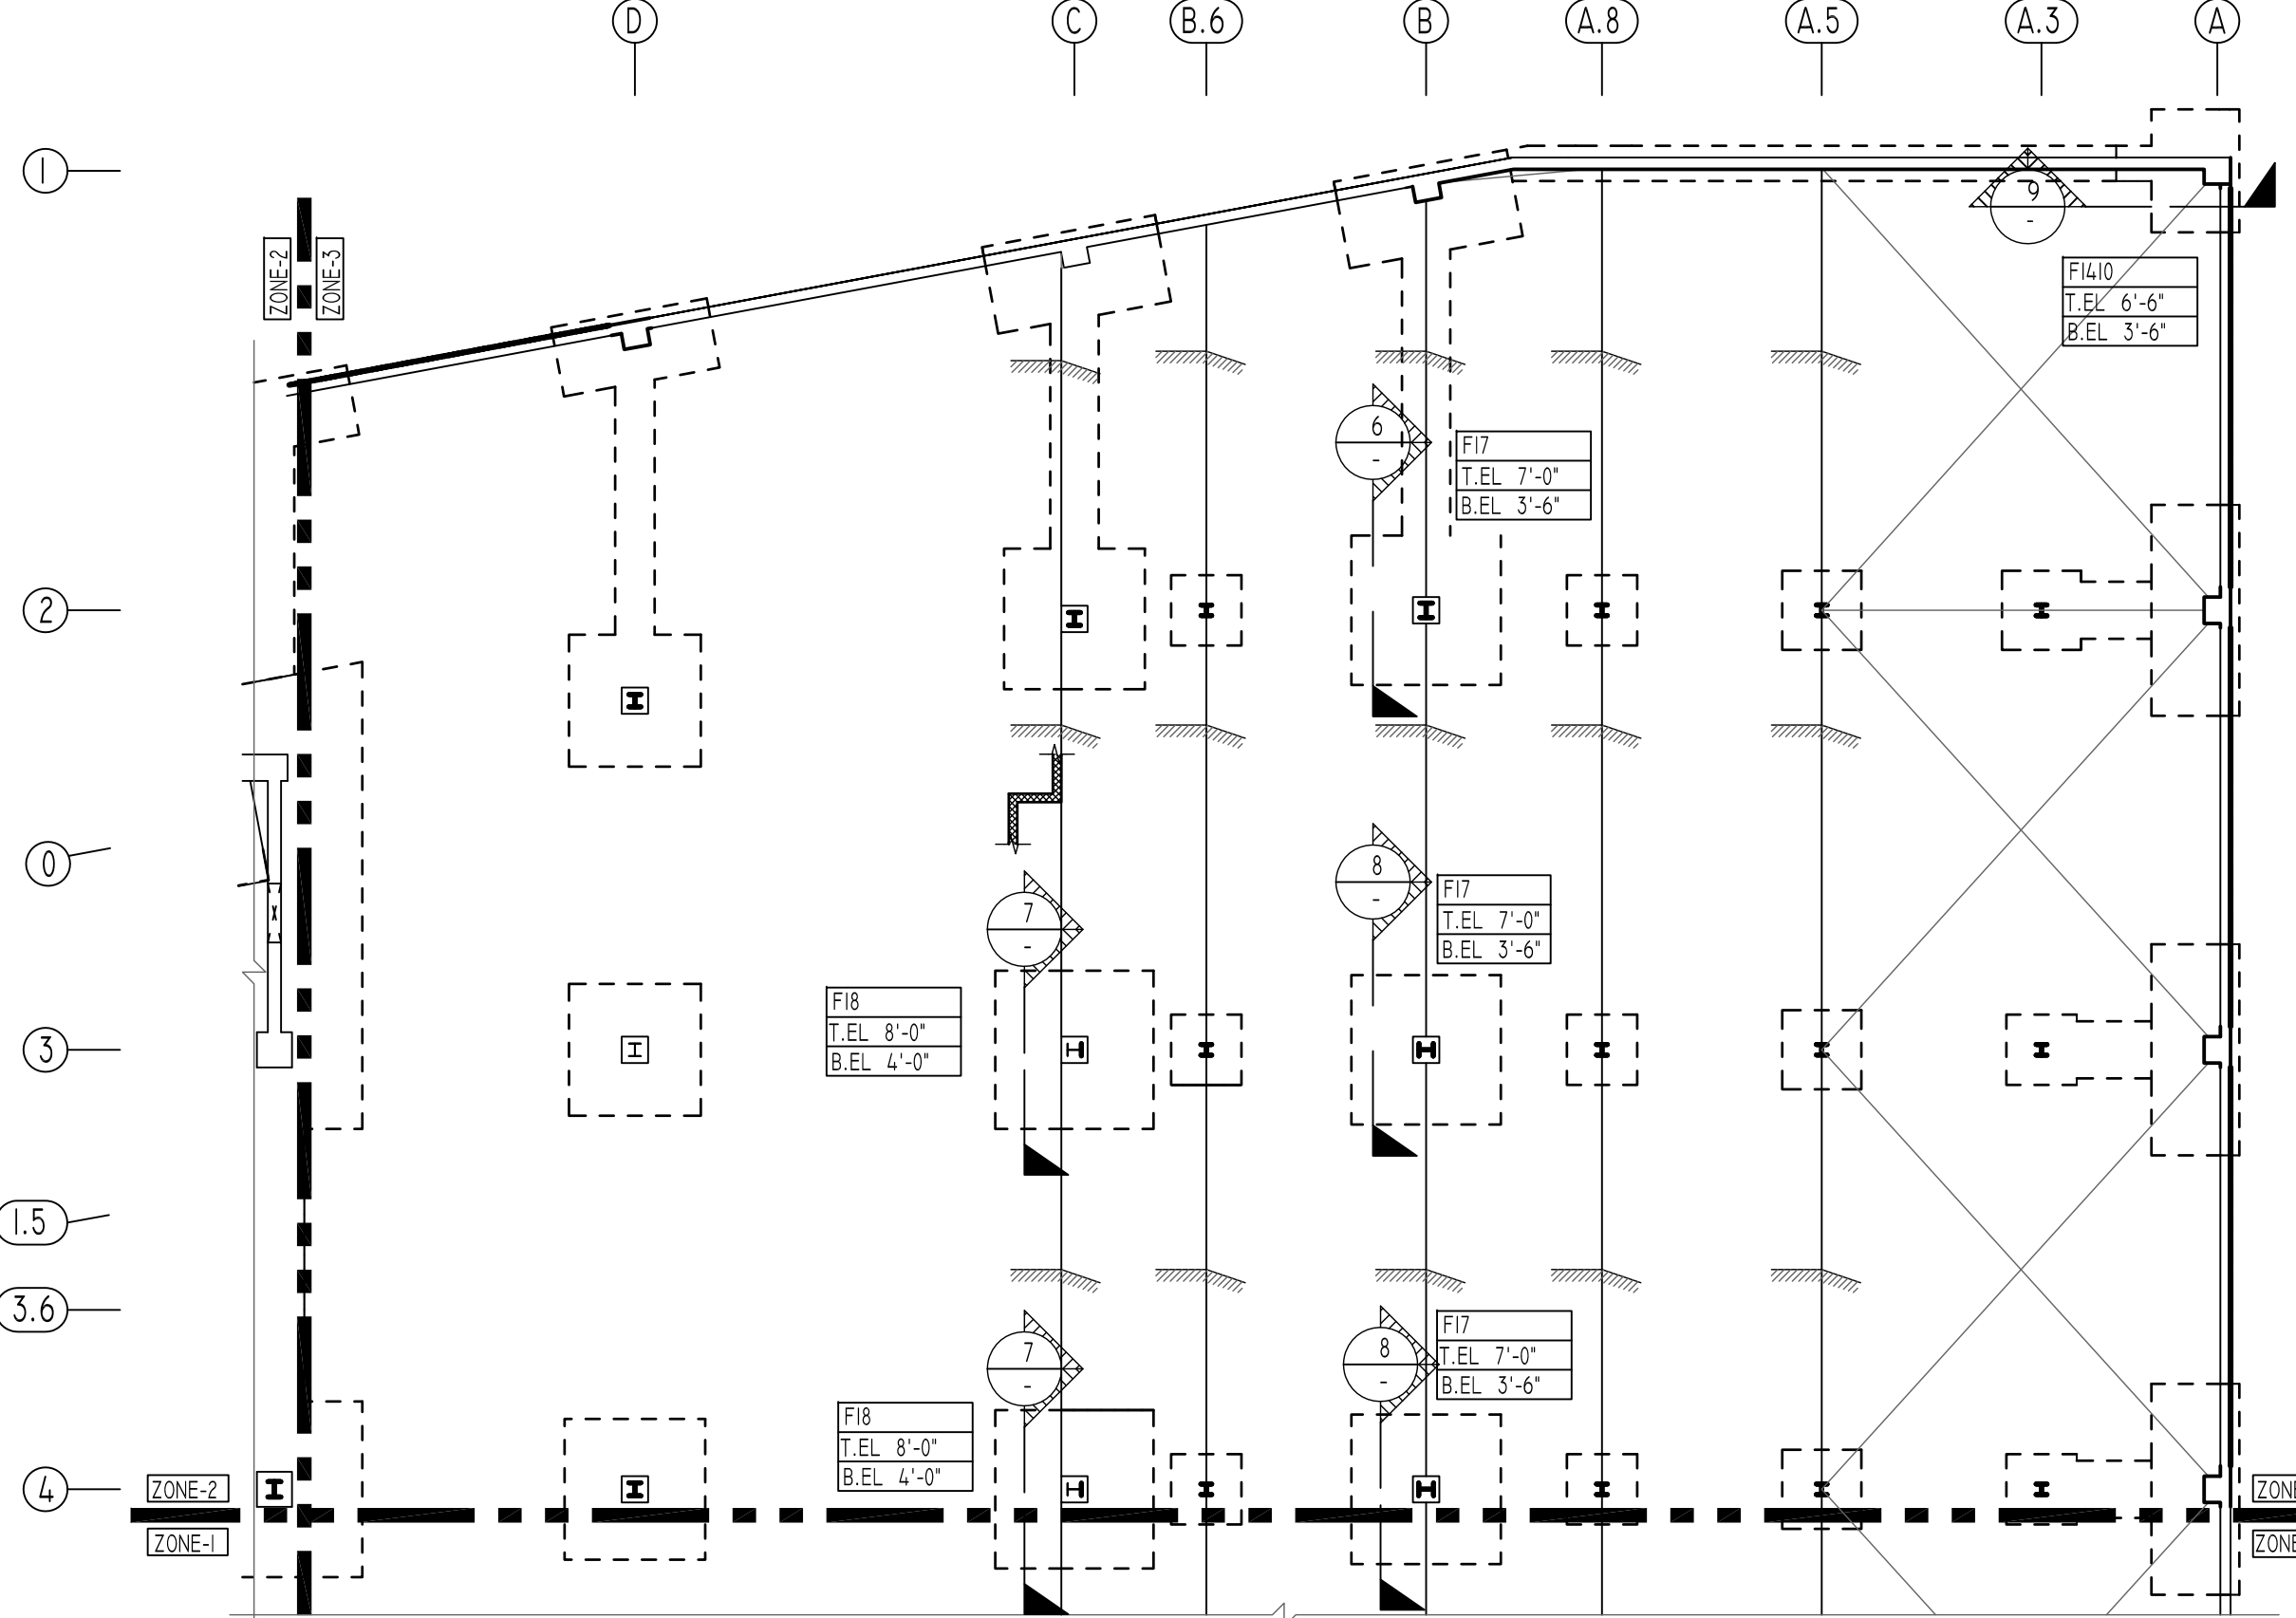 D
C
B.6
B
A.8
A.5
A.3
A
1
9
-
ZONE-2
ZONE-3
F1410
T.EL 6'-6"
B.EL 3'-6"
6
-
F17
T.EL 7'-0"
B.EL 3'-6"
2
0
8
-
F17
T.EL 7'-0"
B.EL 3'-6"
7
-
F18
T.EL 8'-0"
B.EL 4'-0"
3
1.5
3.6
7
-
8
-
F17
T.EL 7'-0"
B.EL 3'-6"
F18
T.EL 8'-0"
B.EL 4'-0"
4
ZONE-2
ZONE-1